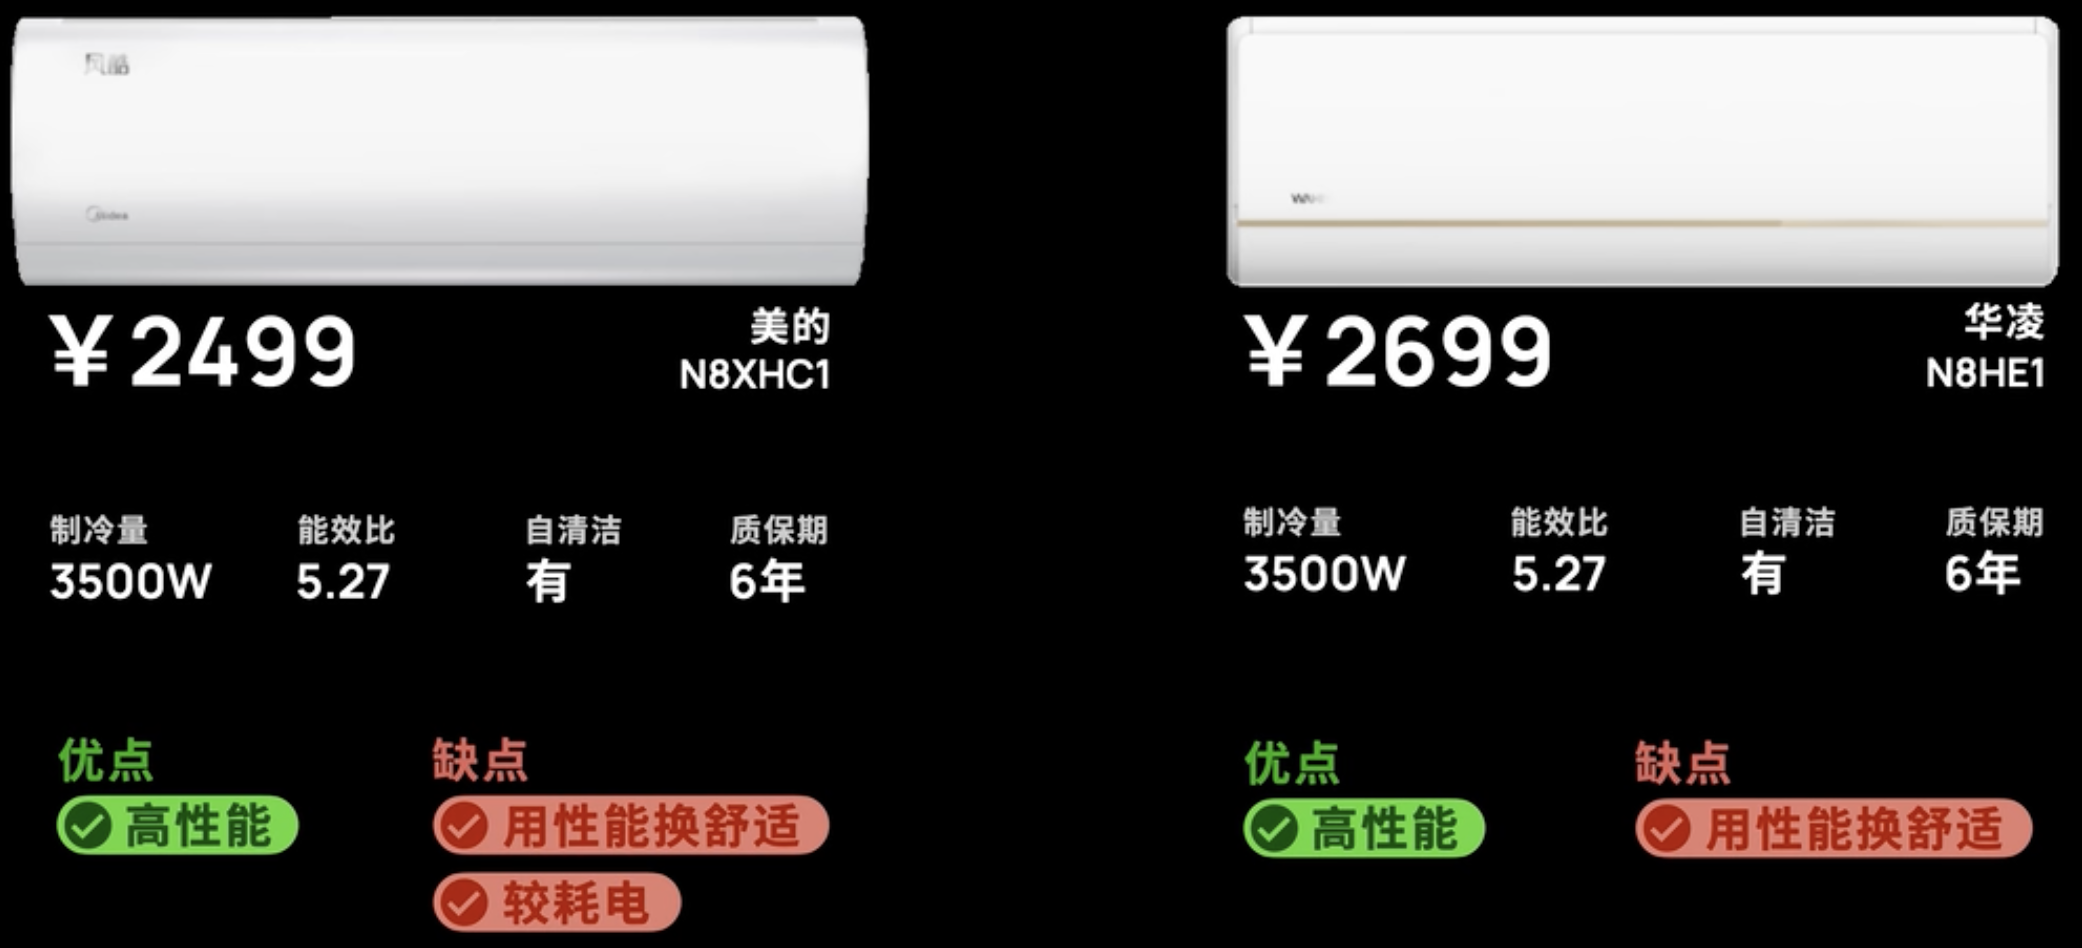 风酷
Midea
¥2499
美的
N8XHC1
制冷量 能效比 自清洁 质保期
3500W 5.27 有 6年
优点 缺点
高性能 用性能换舒适
较耗电
¥2699
华凌
N8HE1
制冷量 能效比 自清洁 质保期
3500W 5.27 有 6年
优点 缺点
高性能 用性能换舒适